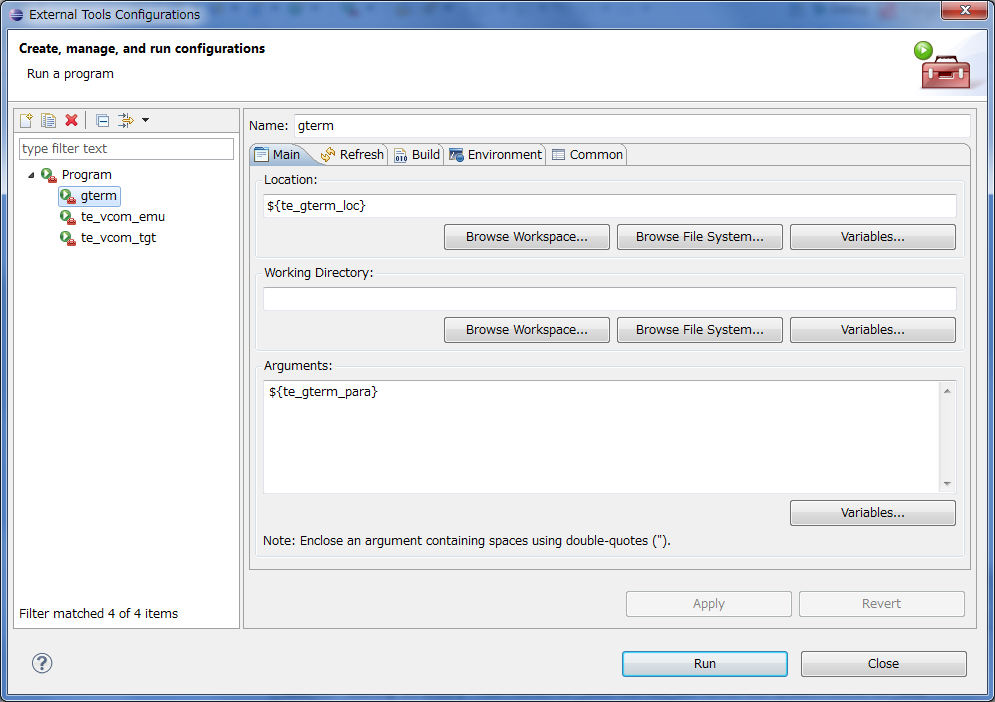 External Tools Configurations
Create, manage, and run configurations
Run a program
type filter text
Program
gterm
te_vcom_emu
te_vcom_tgt
Filter matched 4 of 4 items
Name: gterm
Main Refresh Build Environment Common
Location:
${te_gterm_loc}
Browse Workspace... Browse File System... Variables...
Working Directory:
Browse Workspace... Browse File System... Variables...
Arguments:
${te_gterm_para}
Variables...
Note: Enclose an argument containing spaces using double-quotes (").
Apply Revert
Run Close